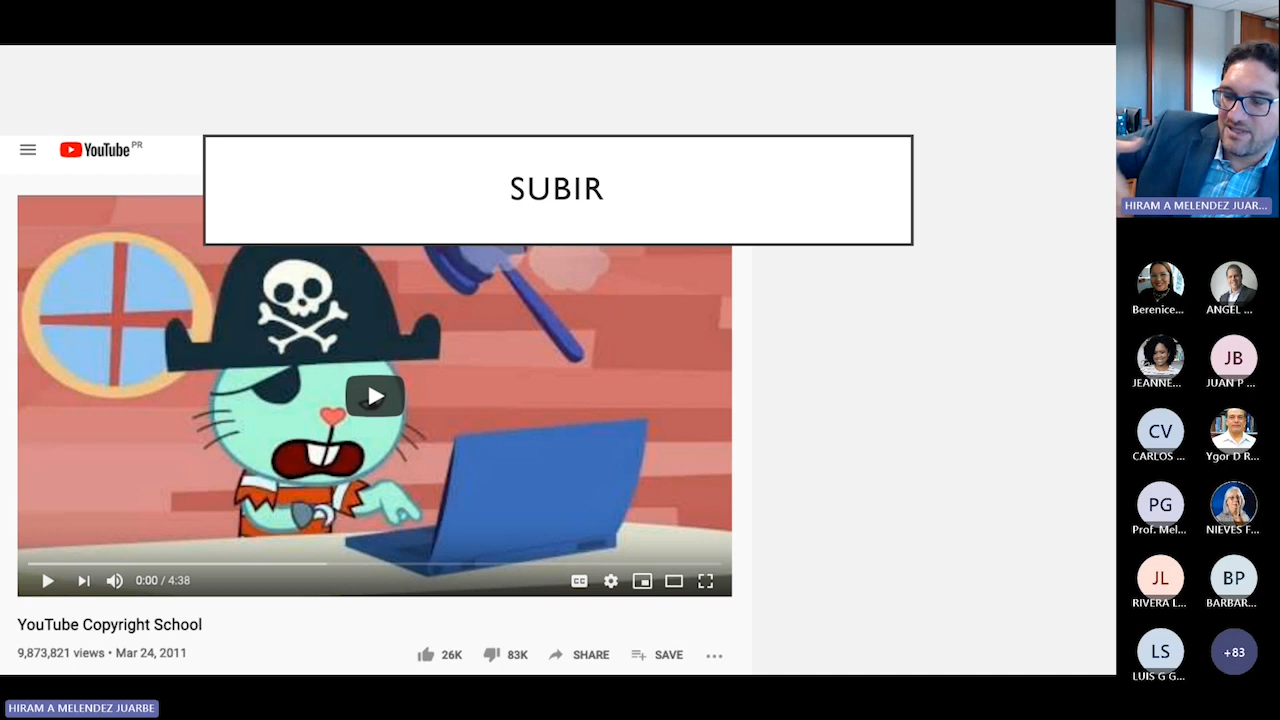 YouTube PR
SUBIR
0:00 / 4:38
CC
YouTube Copyright School
9,873,821 views • Mar 24, 2011
26K 83K SHARE SAVE ...
HIRAM A MELENDEZ JUAR...
Berenice... ANGEL ...
JB
JEANNE... JUAN P ...
CV
CARLOS ... Ygor D R...
PG
Prof. Mel... NIEVES F...
JL BP
RIVERA L... BARBAR...
LS +83
LUIS G G...
HIRAM A MELENDEZ JUARBE